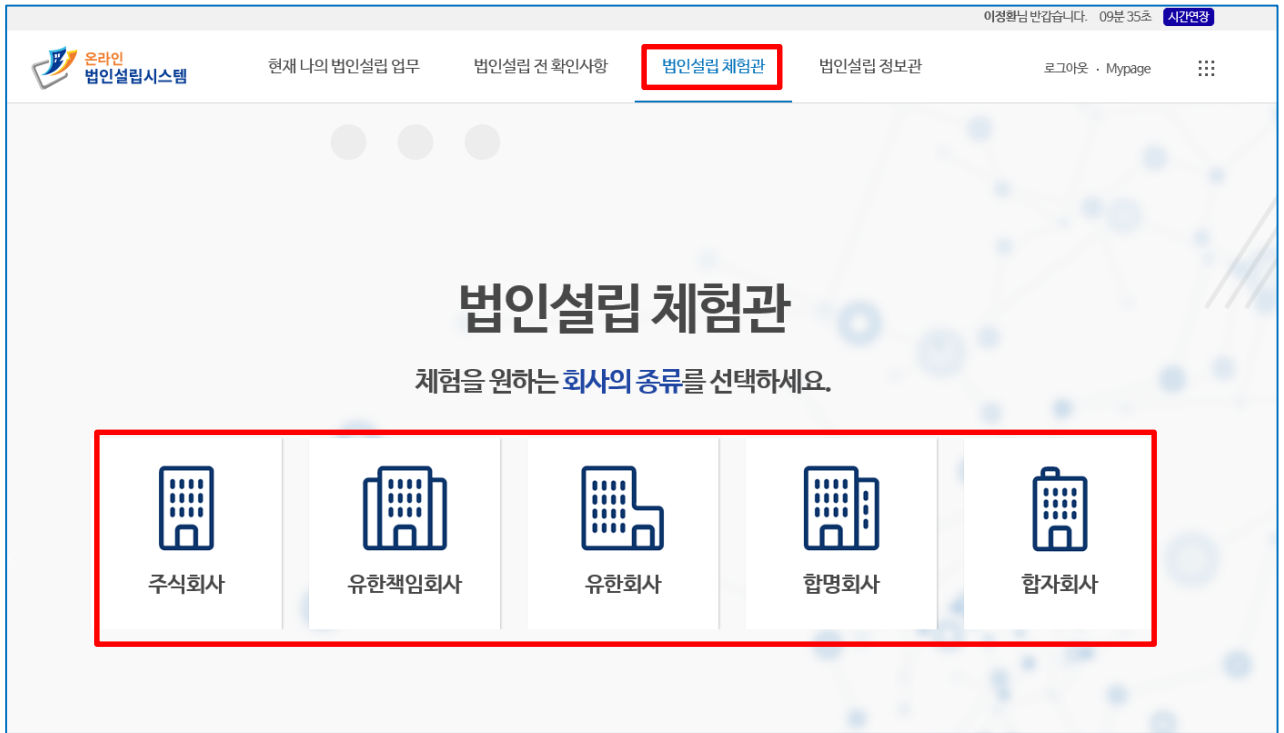 이정환님 반갑습니다. 09분 35초 시간연장
온라인
법인설립시스템
현재 나의 법인설립 업무 법인설립 전 확인사항 법인설립 체험관 법인설립 정보관 로그아웃 · Mypage
법인설립 체험관
체험을 원하는 회사의 종류를 선택하세요.
주식회사 유한책임회사 유한회사 합명회사 합자회사